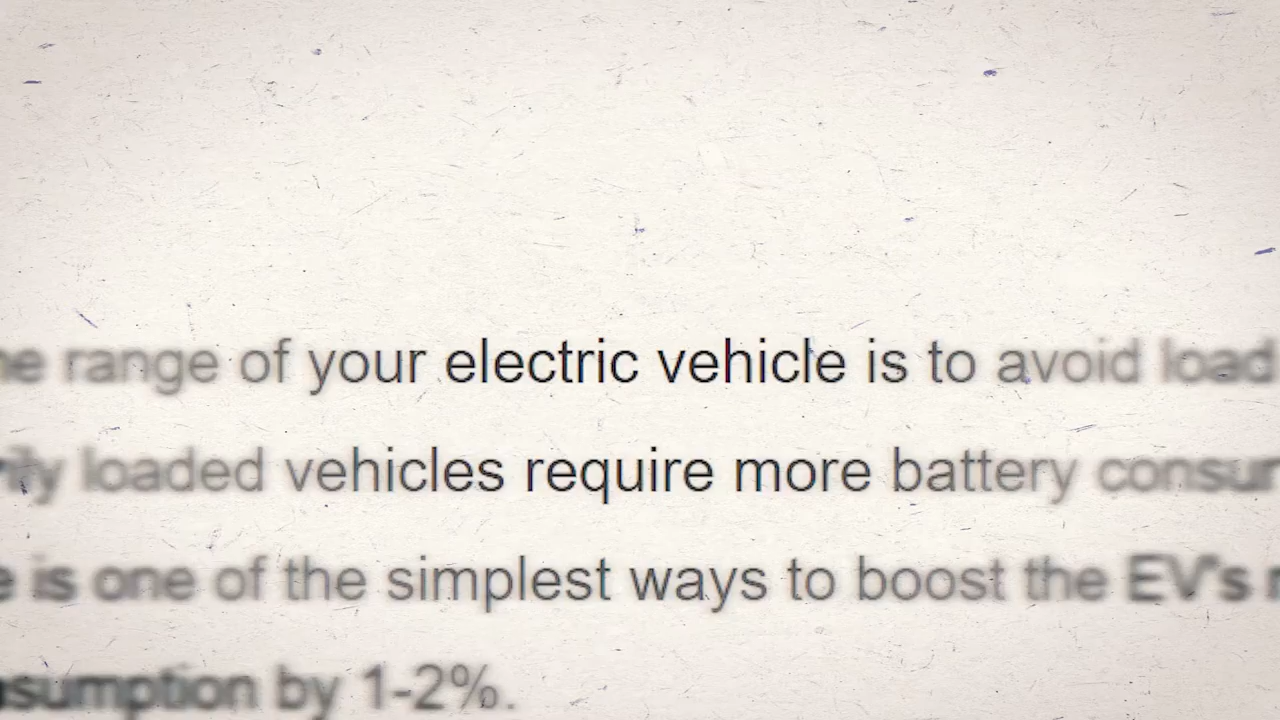 range of your electric vehicle is to avoid load
loaded vehicles require more battery
is one of the simplest ways to boost the EV's
by 1-2%.